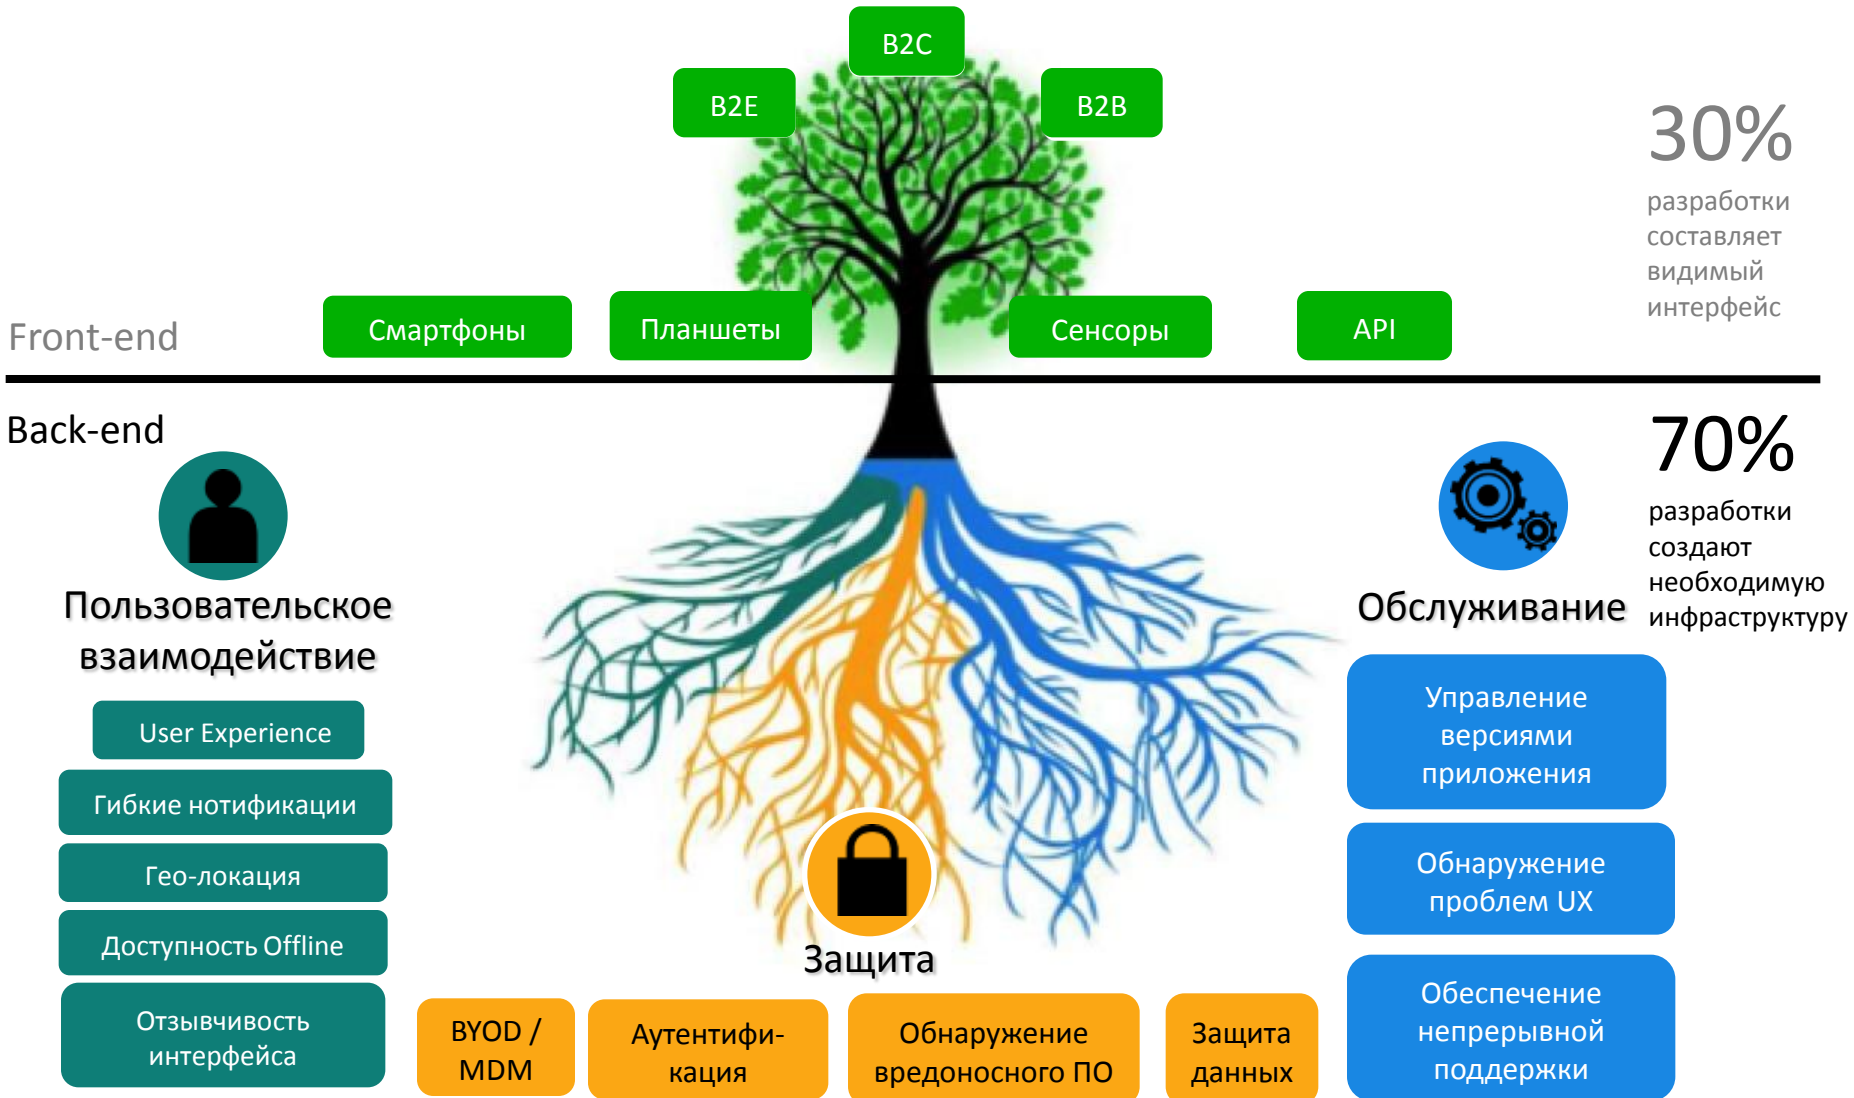 B2C
B2E
B2B
30%
разработки
составляет
видимый
интерфейс
Front-end
Смартфоны
Планшеты
Сенсоры
API
Back-end
70%
разработки
создают
необходимую
инфраструктуру
Пользовательское
взаимодействие
User Experience
Гибкие нотификации
Гео-локация
Доступность Offline
Отзывчивость
интерфейса
Защита
BYOD /
MDM
Аутентифи-
кация
Обнаружение
вредоносного ПО
Защита
данных
Обслуживание
Управление
версиями
приложения
Обнаружение
проблем UX
Обеспечение
непрерывной
поддержки